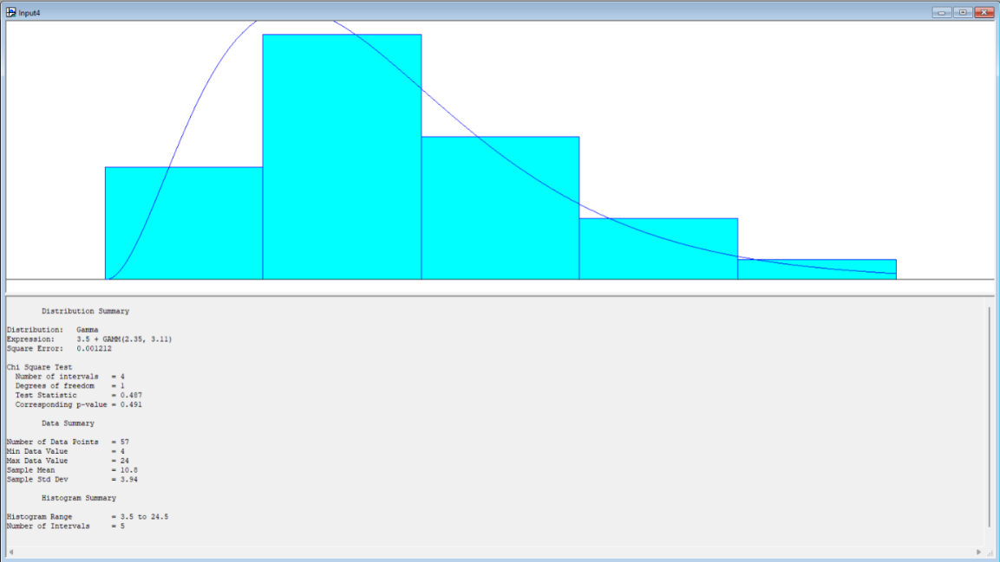 Input4
Distribution Summary
Distribution: Gamma
Expression: 3.5 + GAMM(2.35, 3.11)
Square Error: 0.001212
Chi Square Test
Number of intervals = 4
Degrees of freedom = 1
Test Statistic = 0.487
Corresponding p-value = 0.491
Data Summary
Number of Data Points = 57
Min Data Value = 4
Max Data Value = 24
Sample Mean = 10.8
Sample Std Dev = 3.94
Histogram Summary
Histogram Range = 3.5 to 24.5
Number of Intervals = 5